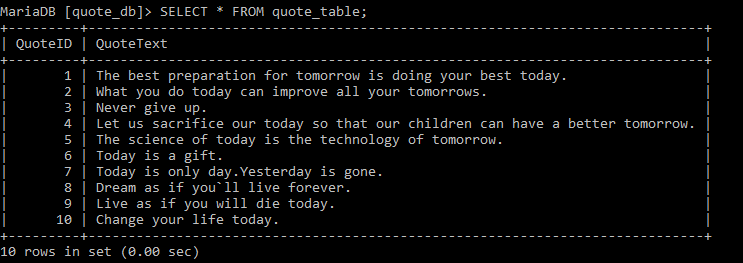 MariaDB [quote_db]> SELECT * FROM quote_table;
+---------+---------------------------------------------------------------------------+
| QuoteID | QuoteText |
+---------+---------------------------------------------------------------------------+
| 1 | The best preparation for tomorrow is doing your best today. |
| 2 | What you do today can improve all your tomorrows. |
| 3 | Never give up. |
| 4 | Let us sacrifice our today so that our children can have a better tomorrow. |
| 5 | The science of today is the technology of tomorrow. |
| 6 | Today is a gift. |
| 7 | Today is only day.Yesterday is gone. |
| 8 | Dream as if you`ll live forever. |
| 9 | Live as if you will die today. |
| 10 | Change your life today. |
+---------+---------------------------------------------------------------------------+
10 rows in set (0.00 sec)